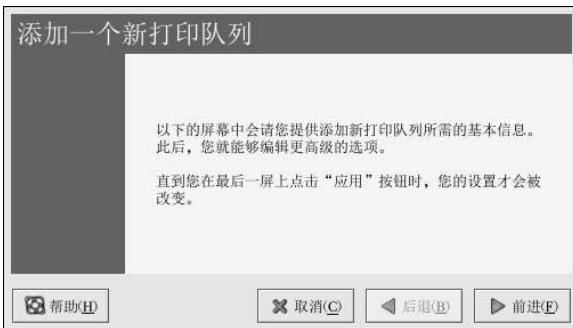 添加一个新打印队列
以下的屏幕中会请您提供添加新打印队列所需的基本信息。
此后，您就能够编辑更高级的选项。
直到您在最后一屏上点击“应用”按钮时，您的设置才会被
改变。
帮助(H) 取消(C) 后退(B) 前进(F)